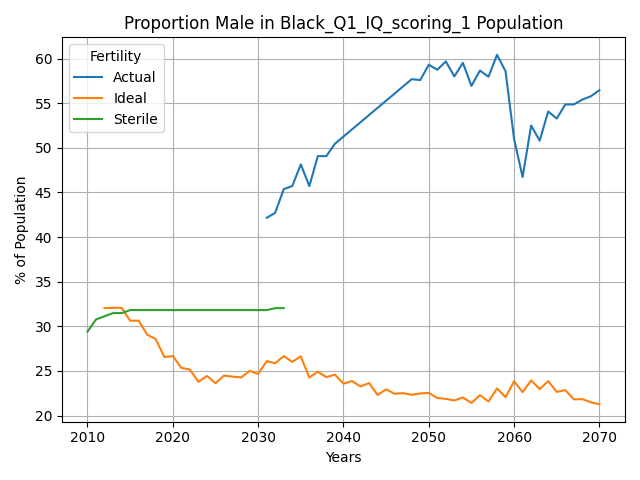 Proportion Male in Black_Q1_IQ_scoring_1 Population
Fertility
Actual
Ideal
Sterile
% of Population
60
55
50
45
40
35
30
25
20
2010
2020
2030
2040
2050
2060
2070
Years